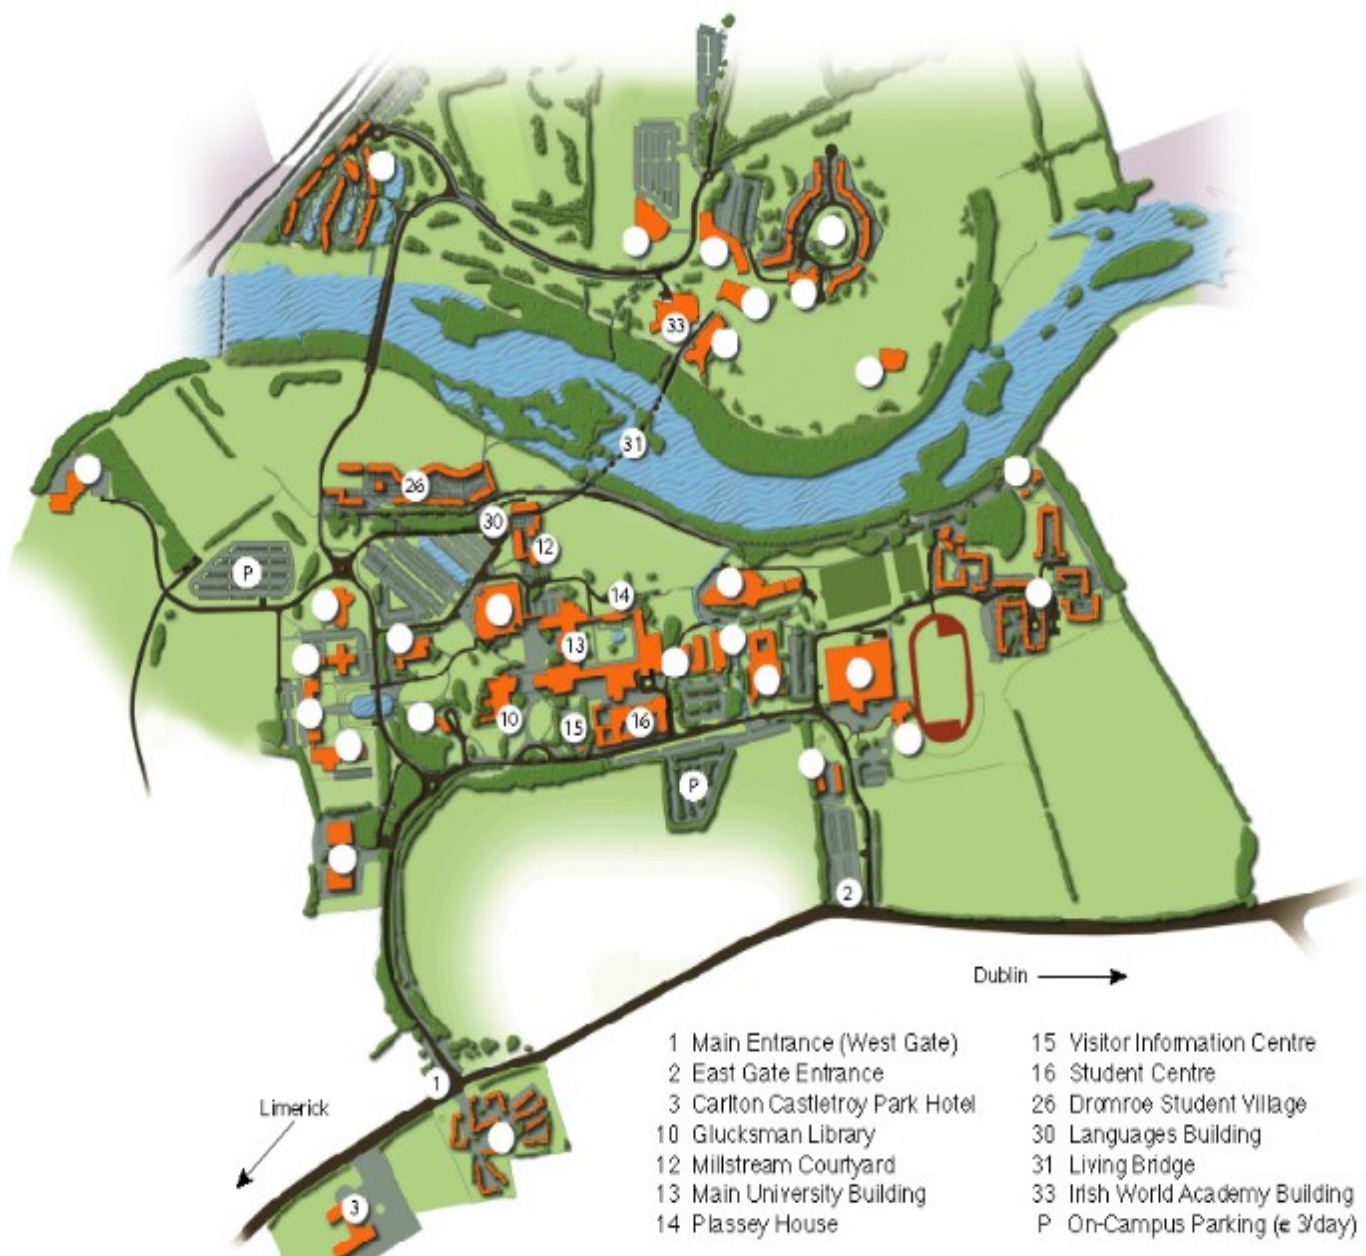 33
31
26
30
12
P
14
13
10
15
16
P
2
Dublin
1
Limerick
3
1 Main Entrance (West Gate)
2 East Gate Entrance
3 Carlton Castletroy Park Hotel
10 Glucksman Library
12 Millstream Courtyard
13 Main University Building
14 Plassey House
15 Visitor Information Centre
16 Student Centre
26 Dromroe Student Village
30 Languages Building
31 Living Bridge
33 Irish World Academy Building
P On-Campus Parking (€ 3/day)